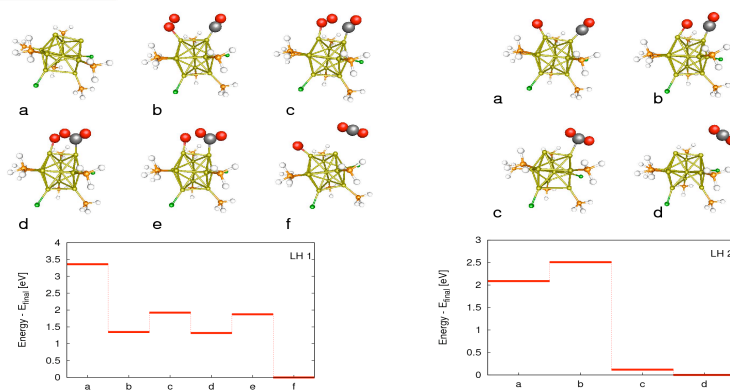 a
b
c
d
e
f
4
3.5
3
2.5
2
1.5
1
0.5
0
Energy - E_final [eV]
LH 1
a b c d e f
a
b
c
d
3
2.5
2
1.5
1
0.5
0
Energy - E_final [eV]
LH 2
a b c d